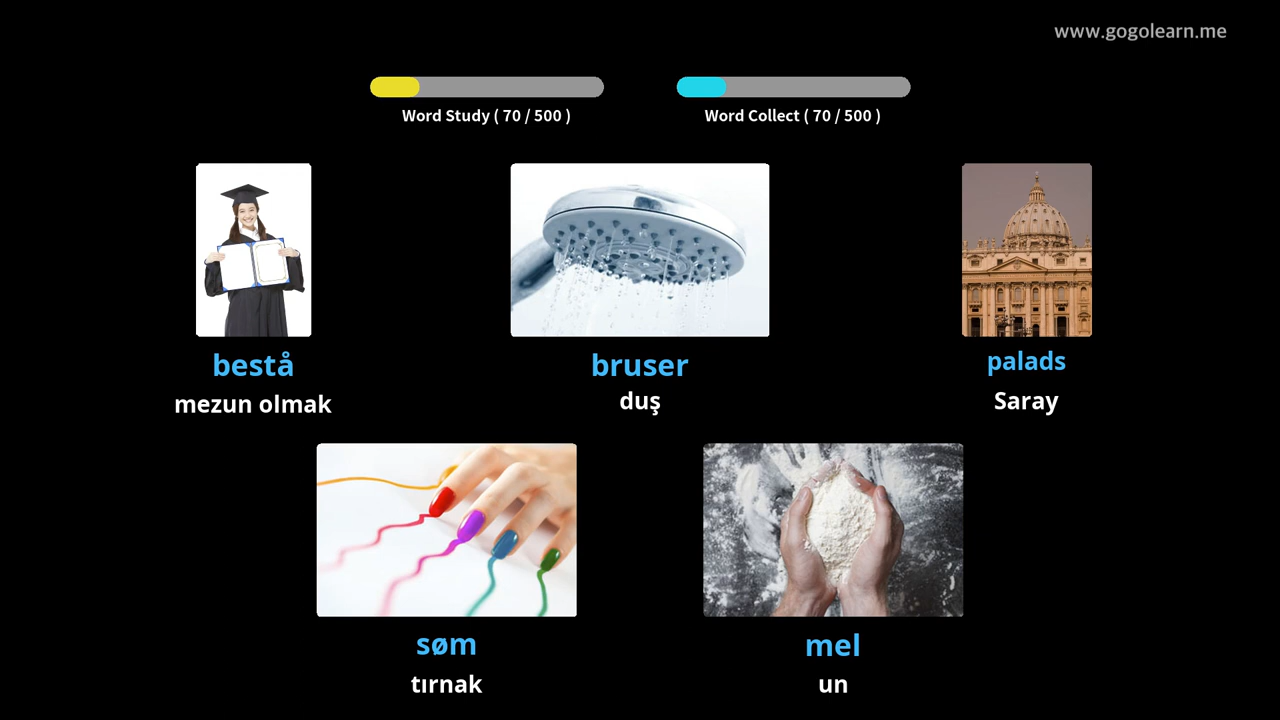 www.gogolearn.me
Word Study ( 70 / 500 )
Word Collect ( 70 / 500 )
bestå
mezun olmak
bruser
duş
palads
Saray
søm
tırnak
mel
un